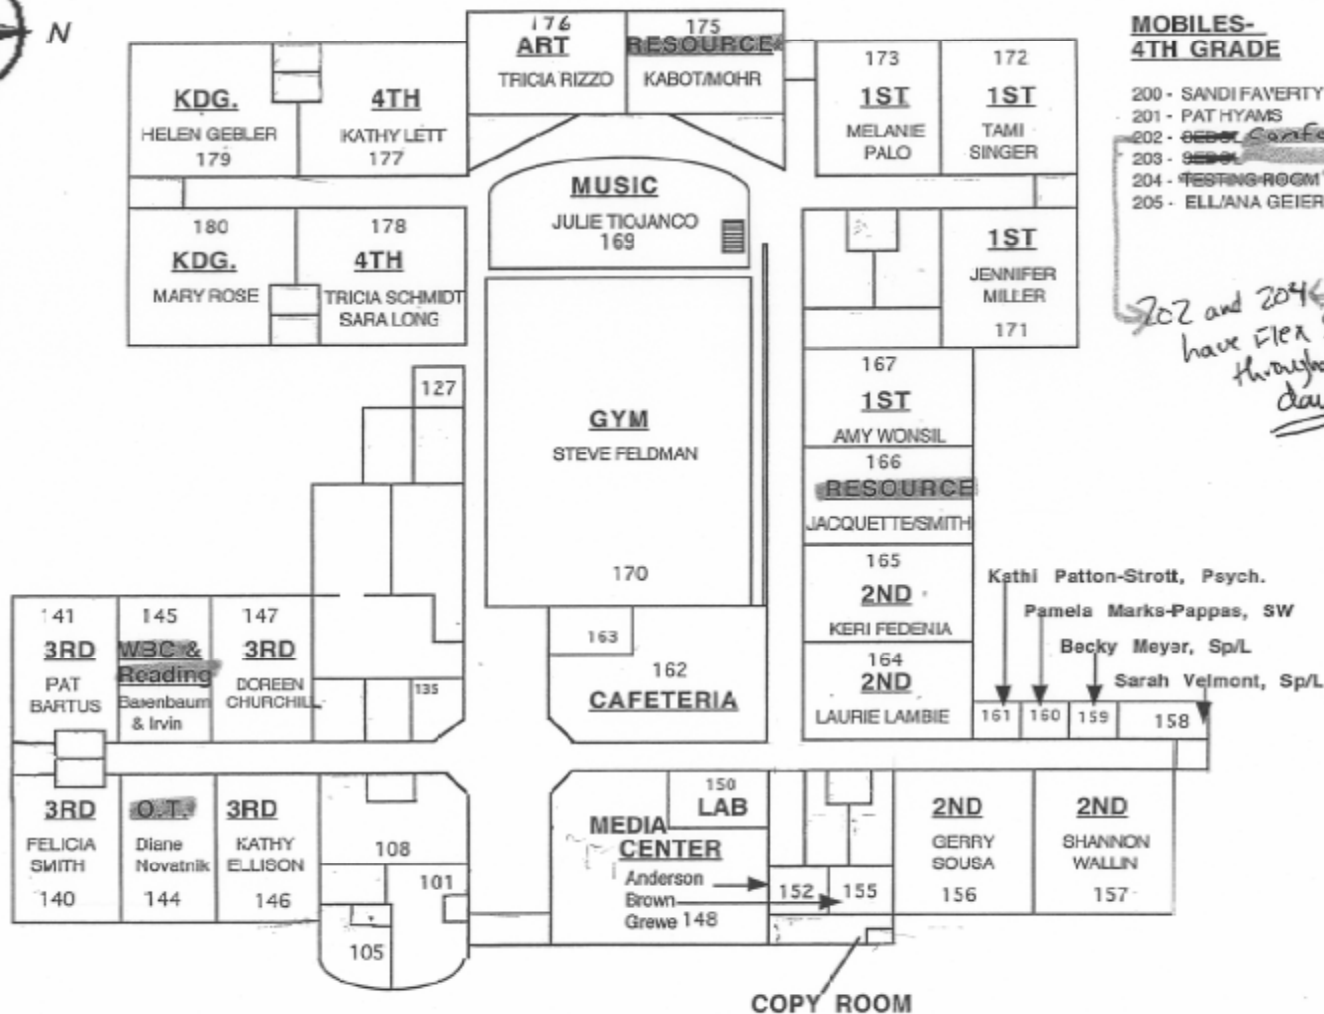 N
176
ART
TRICIA RIZZO
175
RESOURCE
KABOT/MOHR
MOBILES-
4TH GRADE
200 - SANDI FAVERTY
201 - PAT HYAMS
202 - SEDOL
203 - SEDOL
204 - TESTING ROOM
205 - ELL/ANA GEIER
202 and 204
have Flex
KDG.
HELEN GEBLER
179
4TH
KATHY LETT
177
173
1ST
MELANIE
PALO
172
1ST
TAMI
SINGER
MUSIC
JULIE TIOJANCO
169
180
KDG.
MARY ROSE
178
4TH
TRICIA SCHMIDT
SARA LONG
1ST
JENNIFER
MILLER
171
127
GYM
STEVE FELDMAN
170
167
1ST
AMY WONSIL
166
RESOURCE
JACQUETTE/SMITH
165
2ND
KERI FEDENIA
164
2ND
LAURIE LAMBIE
Kathi Patton-Strott, Psych.
Pamela Marks-Pappas, SW
Becky Meyer, Sp/L
Sarah Velmont, Sp/L
161
160
159
158
141
3RD
PAT
BARTUS
145
WBC &
Reading
Barenbaum
& Irvin
147
3RD
DOREEN
CHURCHILL
135
163
162
CAFETERIA
3RD
FELICIA
SMITH
140
O.T.
Diane
Novatnik
144
3RD
KATHY
ELLISON
146
108
101
105
150
LAB
MEDIA
CENTER
Anderson
Brown
Grewe 148
152
155
2ND
GERRY
SOUSA
156
2ND
SHANNON
WALLIN
157
COPY ROOM